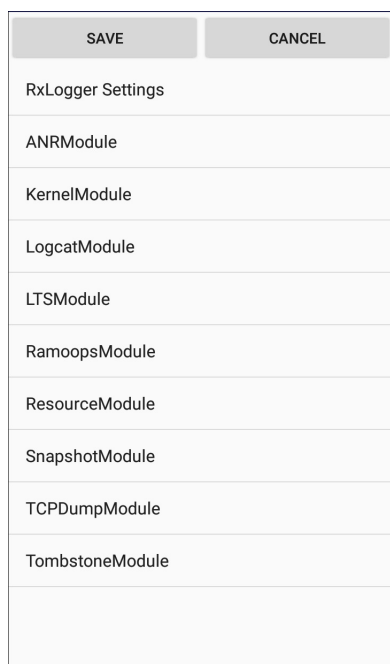 SAVE CANCEL
RxLogger Settings
ANRModule
KernelModule
LogcatModule
LTSModule
RamoopsModule
ResourceModule
SnapshotModule
TCPDumpModule
TombstoneModule